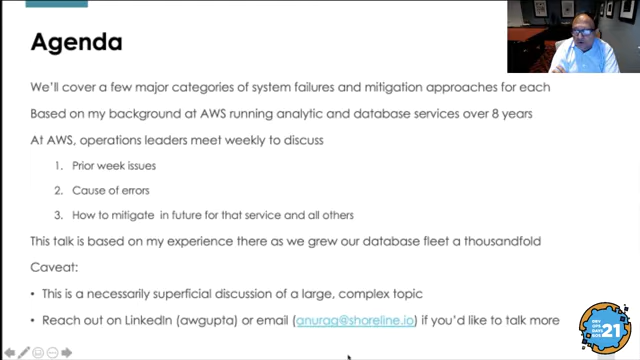 Agenda
We'll cover a few major categories of system failures and mitigation approaches for each
Based on my background at AWS running analytic and database services over 8 years
At AWS, operations leaders meet weekly to discuss
1. Prior week issues
2. Cause of errors
3. How to mitigate in future for that service and all others
This talk is based on my experience there as we grew our database fleet a thousandfold
Caveat:
• This is a necessarily superficial discussion of a large, complex topic
• Reach out on LinkedIn (awgupta) or email (anurag@shoreline.io) if you'd like to talk more
DEV
OPS
DAYS
BOS
21